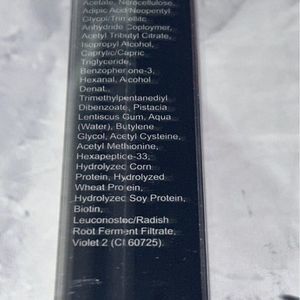 Acetate, Nitrocellulose,
Adipic Acid/Neopentyl
Glycol/Trimellitic
Anhydride Coploymer,
Acetyl Tributyl Citrate,
Isopropyl Alcohol,
Caprylic/Capric
Triglyceride,
Benzophenone-3,
Hexanal, Alcohol
Denat.,
Trimethylpentanediyl
Dibenzoate, Pistacia
Lentiscus Gum, Aqua
(Water), Butylene
Glycol, Acetyl Cysteine,
Acetyl Methionine,
Hexapeptide-33,
Hydrolyzed Corn
Protein, Hydrolyzed
Wheat Protein,
Hydrolyzed Soy Protein,
Biotin,
Leuconostoc/Radish
Root Ferment Filtrate,
Violet 2 (CI 60725).